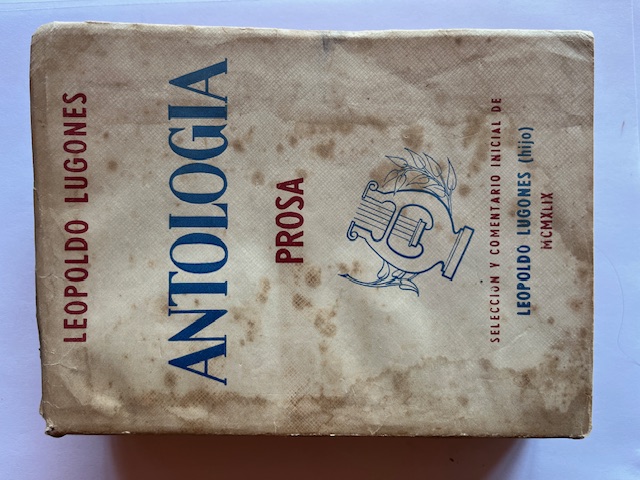 LEOPOLDO LUGONES
ANTOLOGIA
PROSA
SELECCION Y COMENTARIO INICIAL DE
LEOPOLDO LUGONES (hijo)
MCMXLIX